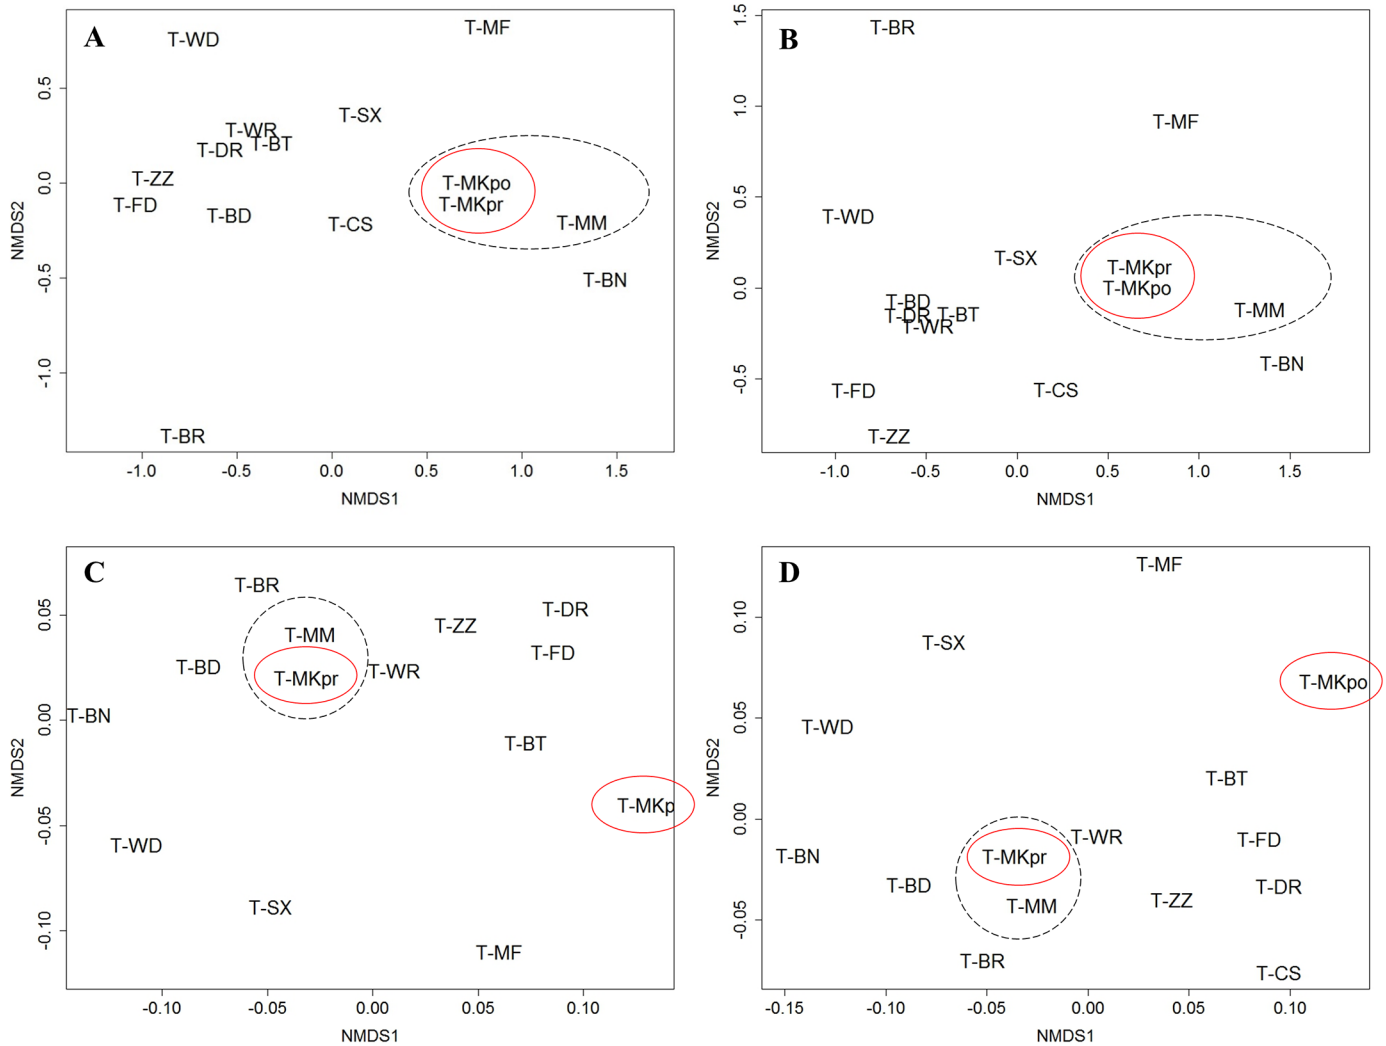 A
T-WD
T-MF
T-SX
T-WR
T-BT
T-DR
T-ZZ
T-FD
T-BD
T-CS
T-MKpo
T-MKpr
T-MM
T-BN
T-BR
0.5
0.0
-0.5
-1.0
NMDS2
-1.0 -0.5 0.0 0.5 1.0 1.5
NMDS1
B
T-BR
T-MF
T-WD
T-SX
T-MKpr
T-MKpo
T-MM
T-BD
T-DR
T-BT
T-WR
T-BN
T-FD
T-CS
T-ZZ
1.5
1.0
0.5
0.0
-0.5
NMDS2
-1.0 -0.5 0.0 0.5 1.0 1.5
NMDS1
C
T-BR
T-DR
T-ZZ
T-MM
T-FD
T-BD
T-WR
T-MKpr
T-BN
T-BT
T-MKp
T-WD
T-SX
T-MF
0.05
0.00
-0.05
-0.10
NMDS2
-0.10 -0.05 0.00 0.05 0.10
NMDS1
D
T-MF
T-SX
T-MKpo
T-WD
T-BT
T-WR
T-FD
T-BN
T-MKpr
T-BD
T-DR
T-ZZ
T-MM
T-BR
T-CS
0.10
0.05
0.00
-0.05
NMDS2
-0.15 -0.10 -0.05 0.00 0.05 0.10
NMDS1